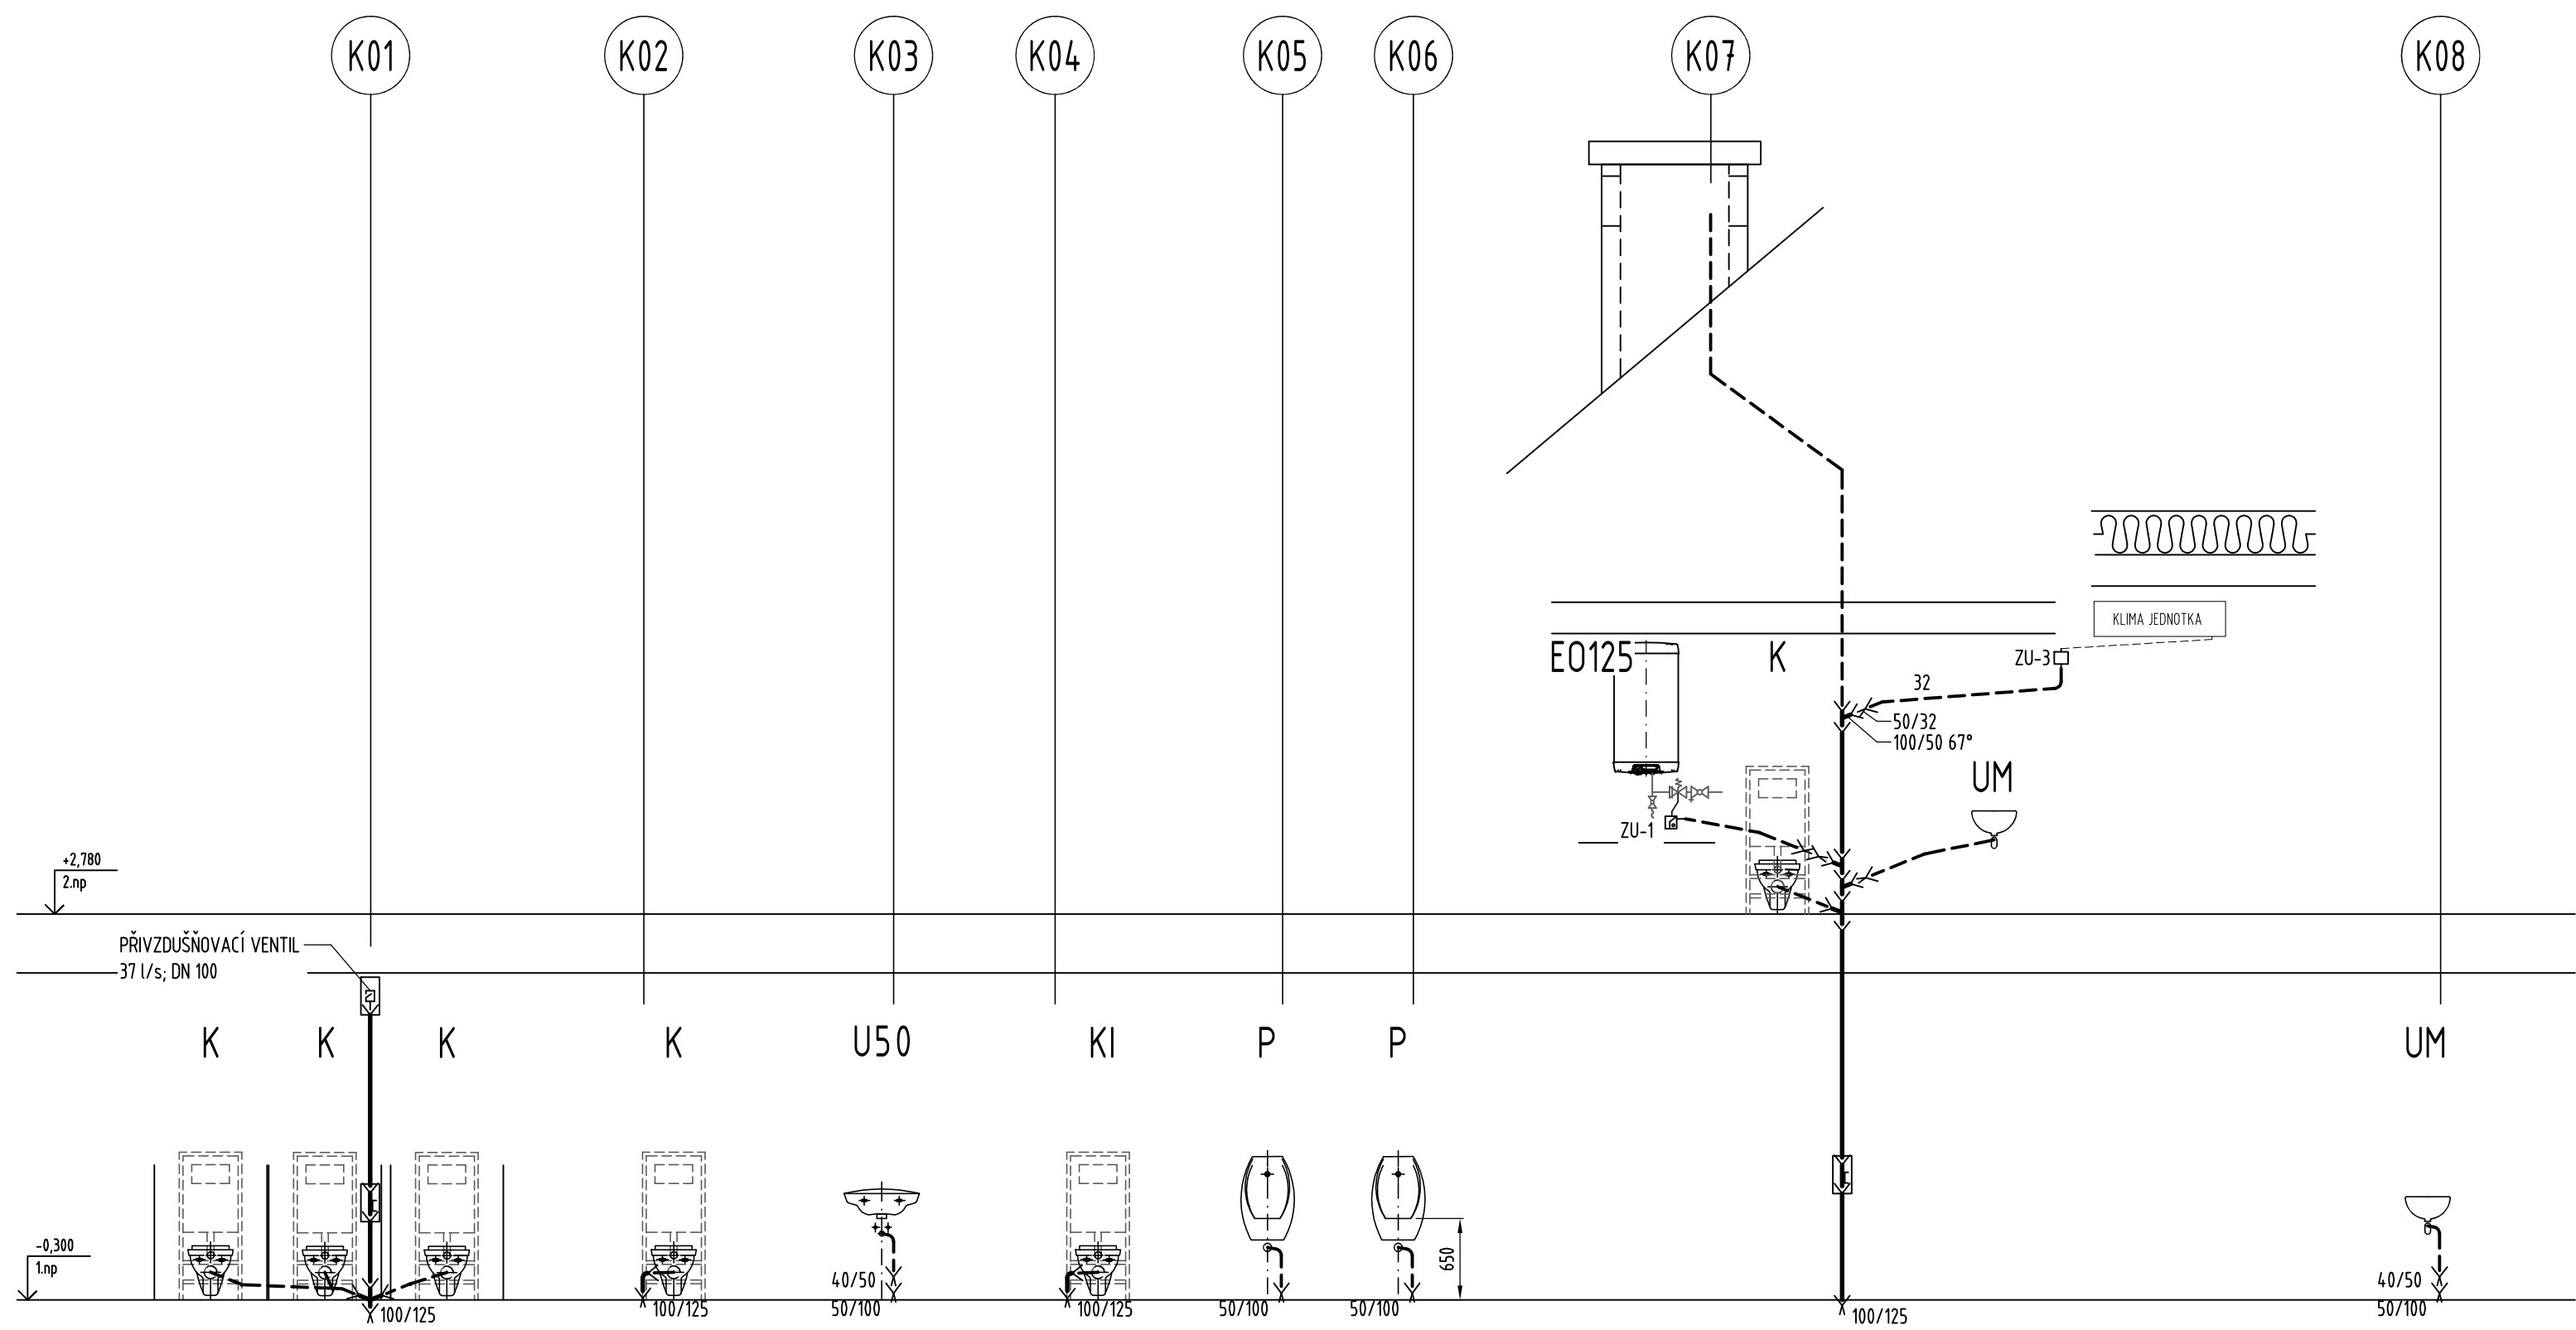 K01
K02
K03
K04
K05
K06
K07
K08
KLIMA JEDNOTKA
EO125
K
ZU-3
32
50/32
100/50 67°
UM
ZU-1
+2,780
2.np
PŘIVZDUŠŇOVACÍ VENTIL
37 l/s; DN 100
K
K
K
K
U50
KI
P
P
UM
-0,300
1.np
650
40/50
40/50
100/125
100/125
50/100
100/125
50/100
50/100
100/125
50/100